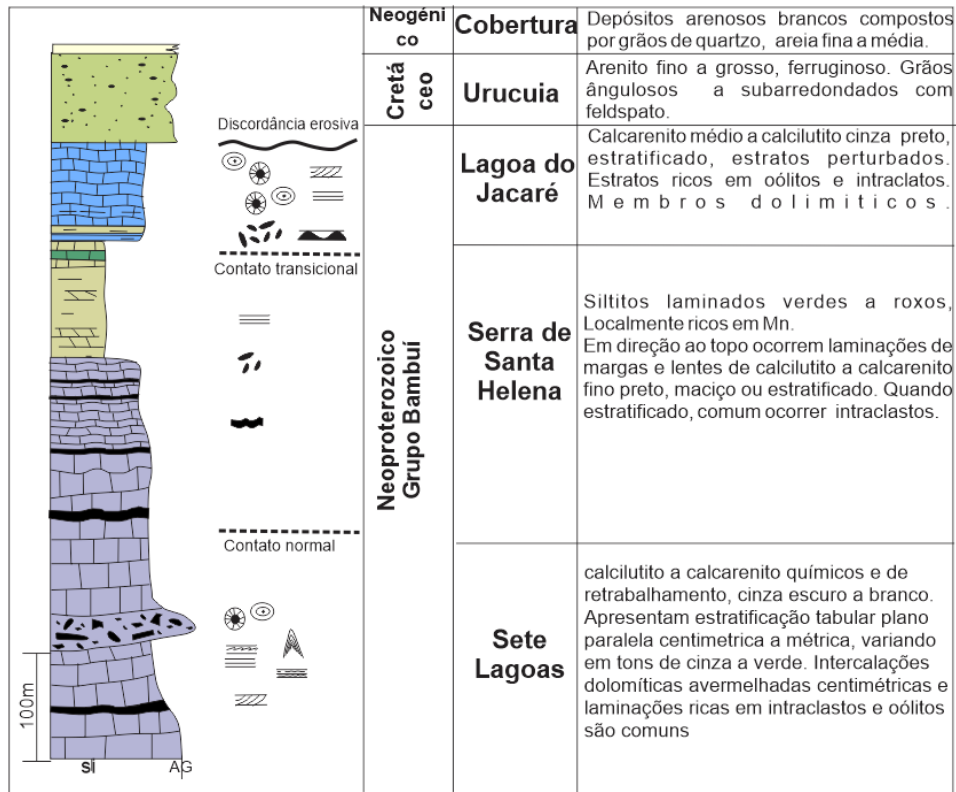 Neogéni
co
Cobertura
Depósitos arenosos brancos compostos
por grãos de quartzo, areia fina a média.
Cretá
ceo
Urucuia
Arenito fino a grosso, ferruginoso. Grãos
ângulosos a subarredondados com
feldspato.
Discordância erosiva
Neoproterozoico
Grupo Bambuí
Lagoa do
Jacaré
Calcarenito médio a calcilutito cinza preto,
estratificado, estratos perturbados.
Estratos ricos em oólitos e intraclatos.
Membros dolimiticos.
Contato transicional
Serra de
Santa
Helena
Siltitos laminados verdes a roxos,
Localmente ricos em Mn.
Em direção ao topo ocorrem laminações de
margas e lentes de calcilutito a calcarenito
fino preto, maciço ou estratificado. Quando
estratificado, comum ocorrer intraclastos.
Contato normal
Sete
Lagoas
calcilutito a calcarenito químicos e de
retrabalhamento, cinza escuro a branco.
Apresentam estratificação tabular plano
paralela centimetrica a métrica, variando
em tons de cinza a verde. Intercalações
dolomíticas avermelhadas centimétricas e
laminações ricas em intraclastos e oólitos
são comuns
100m
AG